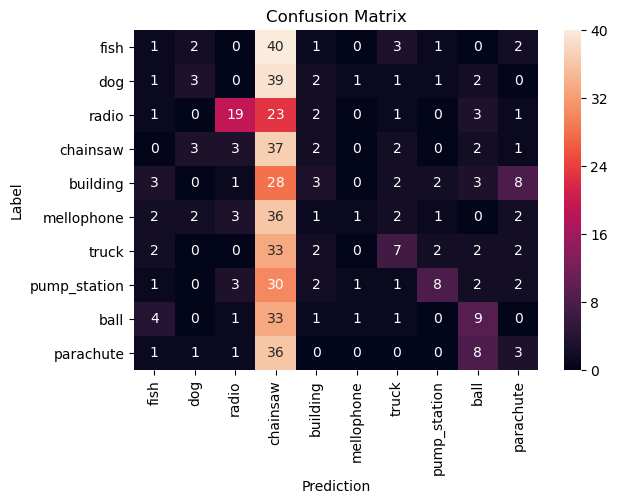 Confusion Matrix
Label
fish 1 2 0 40 1 0 3 1 0 2
dog 1 3 0 39 2 1 1 1 2 0
radio 1 0 19 23 2 0 1 0 3 1
chainsaw 0 3 3 37 2 0 2 0 2 1
building 3 0 1 28 3 0 2 2 3 8
mellophone 2 2 3 36 1 1 2 1 0 2
truck 2 0 0 33 2 0 7 2 2 2
pump_station 1 0 3 30 2 1 1 8 2 2
ball 4 0 1 33 1 1 1 0 9 0
parachute 1 1 1 36 0 0 0 0 8 3
fish dog radio chainsaw building mellophone truck pump_station ball parachute
Prediction
40
32
24
16
8
0